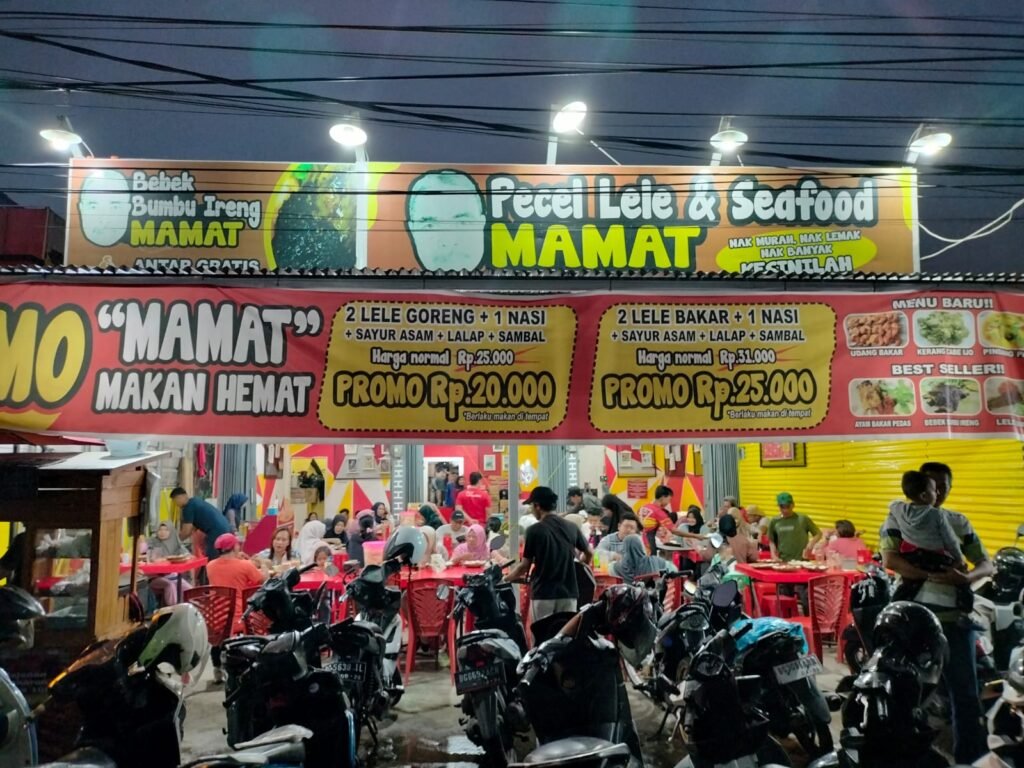 Bebek
Bumbu Ireng
MAMAT
ANTAR GRATIS
Pecel Lele & Seafood
MAMAT
NAK MURAH, NAK LEMAK
NAK BANYAK
KESINILAH
MO
"MAMAT"
MAKAN HEMAT
2 LELE GORENG + 1 NASI
+ SAYUR ASAM + LALAP + SAMBAL
Harga normal Rp.25.000
PROMO Rp.20.000
*Berlaku makan di tempat
2 LELE BAKAR + 1 NASI
+ SAYUR ASAM + LALAP + SAMBAL
Harga normal Rp.31.000
PROMO Rp.25.000
*Berlaku makan di tempat
MENU BARU!!
UDANG BAKAR
KERANG CABE IJO
BEST SELLER!!
AYAM BAKAR PEDAS
BEBEK BUMBU IRENG
LELE